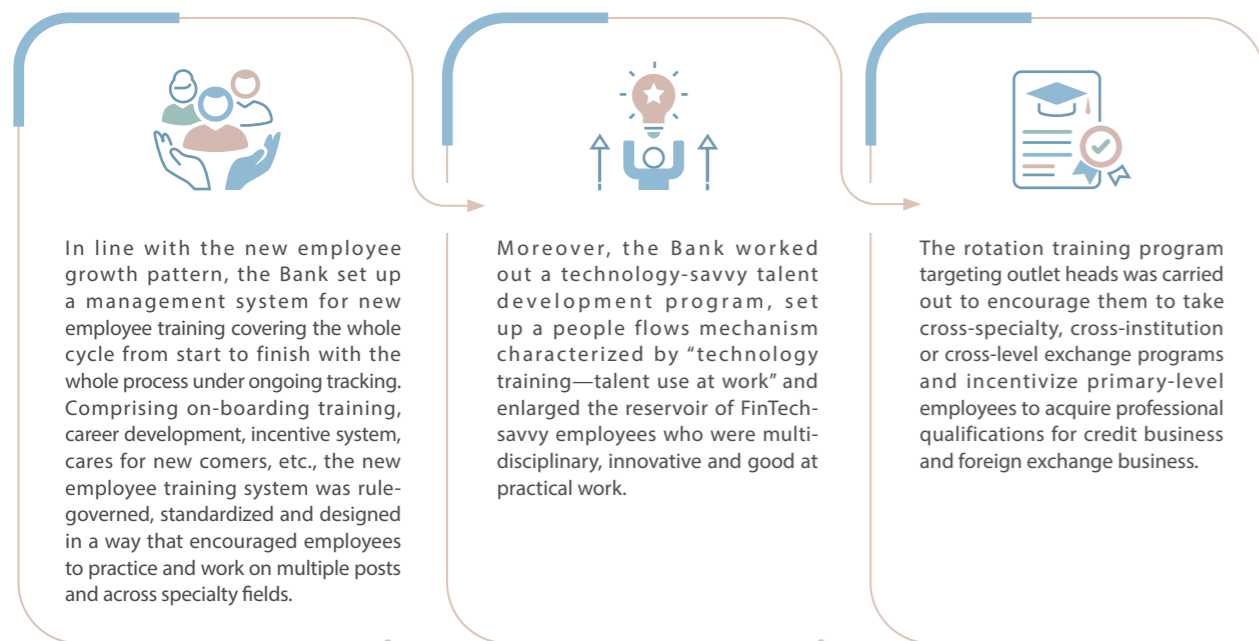 In line with the new employee
growth pattern, the Bank set up
a management system for new
employee training covering the whole
cycle from start to finish with the
whole process under ongoing tracking.
Comprising on-boarding training,
career development, incentive system,
cares for new comers, etc., the new
employee training system was rule-
governed, standardized and designed
in a way that encouraged employees
to practice and work on multiple posts
and across specialty fields.
Moreover, the Bank worked
out a technology-savvy talent
development program, set
up a people flows mechanism
characterized by “technology
training—talent use at work” and
enlarged the reservoir of FinTech-
savvy employees who were multi-
disciplinary, innovative and good at
practical work.
The rotation training program
targeting outlet heads was carried
out to encourage them to take
cross-specialty, cross-institution
or cross-level exchange programs
and incentivize primary-level
employees to acquire professional
qualifications for credit business
and foreign exchange business.